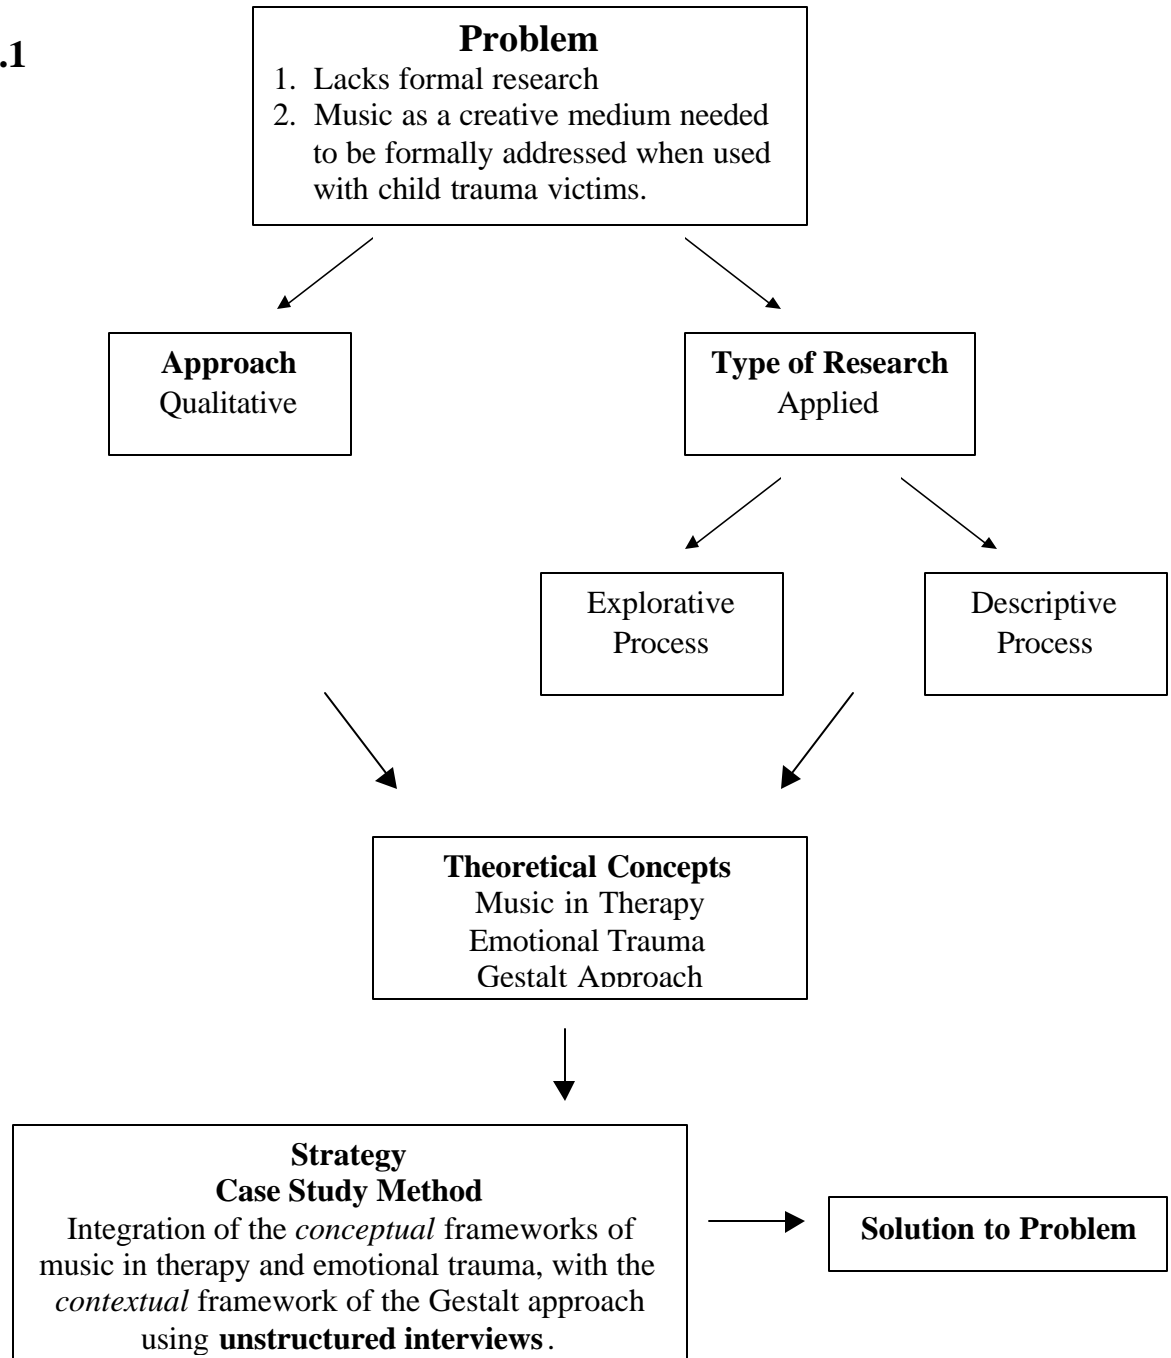 .1
Problem
1. Lacks formal research
2. Music as a creative medium needed
to be formally addressed when used
with child trauma victims.
Approach
Qualitative
Type of Research
Applied
Explorative
Process
Descriptive
Process
Theoretical Concepts
Music in Therapy
Emotional Trauma
Gestalt Approach
Strategy
Case Study Method
Integration of the conceptual frameworks of
music in therapy and emotional trauma, with the
contextual framework of the Gestalt approach
using unstructured interviews.
Solution to Problem